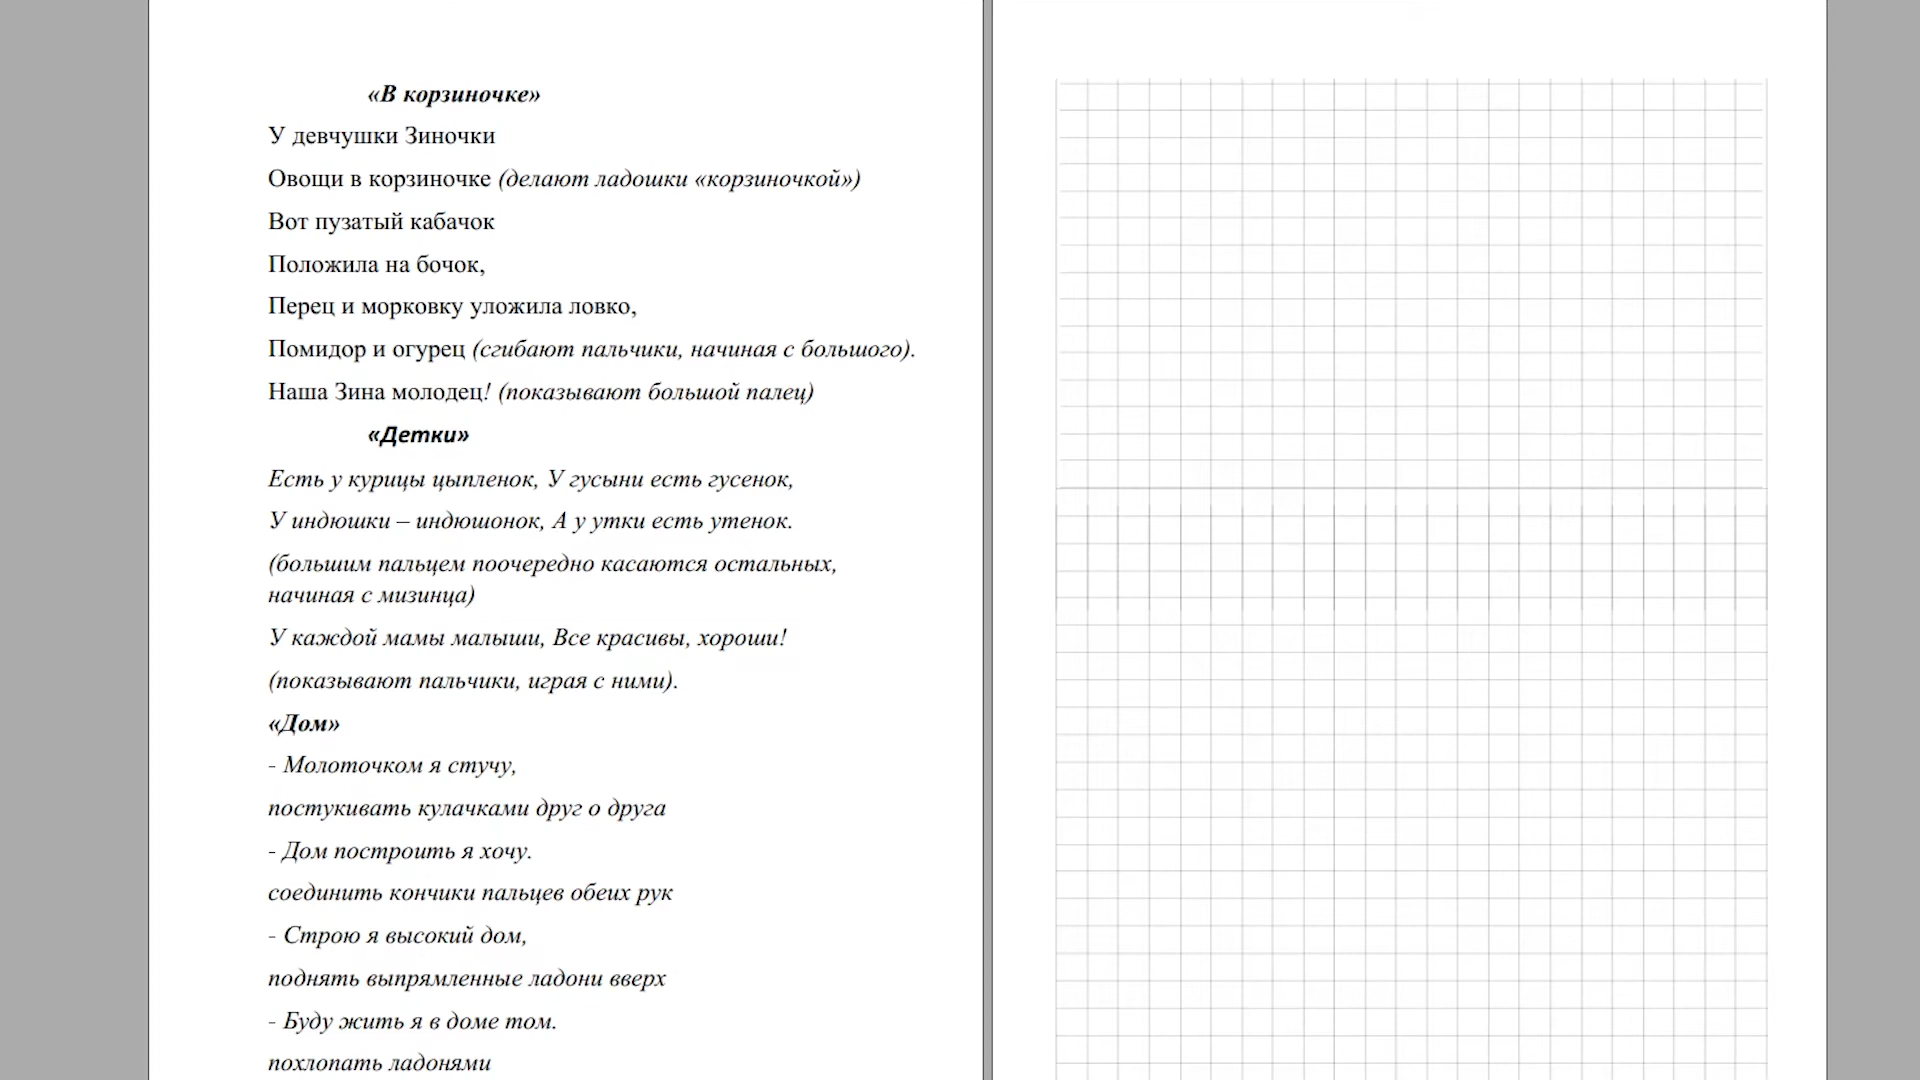 «В корзиночке»
У девчушки Зиночки
Овощи в корзиночке (делают ладошки «корзиночкой»)
Вот пузатый кабачок
Положила на бочок,
Перец и морковку уложила ловко,
Помидор и огурец (сгибают пальчики, начиная с большого).
Наша Зина молодец! (показывают большой палец)
«Детки»
Есть у курицы цыпленок, У гусыни есть гусенок,
У индюшки – индюшонок, А у утки есть утенок.
(большим пальцем поочередно касаются остальных,
начиная с мизинца)
У каждой мамы малыши, Все красивы, хороши!
(показывают пальчики, играя с ними).
«Дом»
- Молоточком я стучу,
постукивать кулачками друг о друга
- Дом построить я хочу.
соединить кончики пальцев обеих рук
- Строю я высокий дом,
поднять выпрямленные ладони вверх
- Буду жить я в доме том.
похлопать ладонями